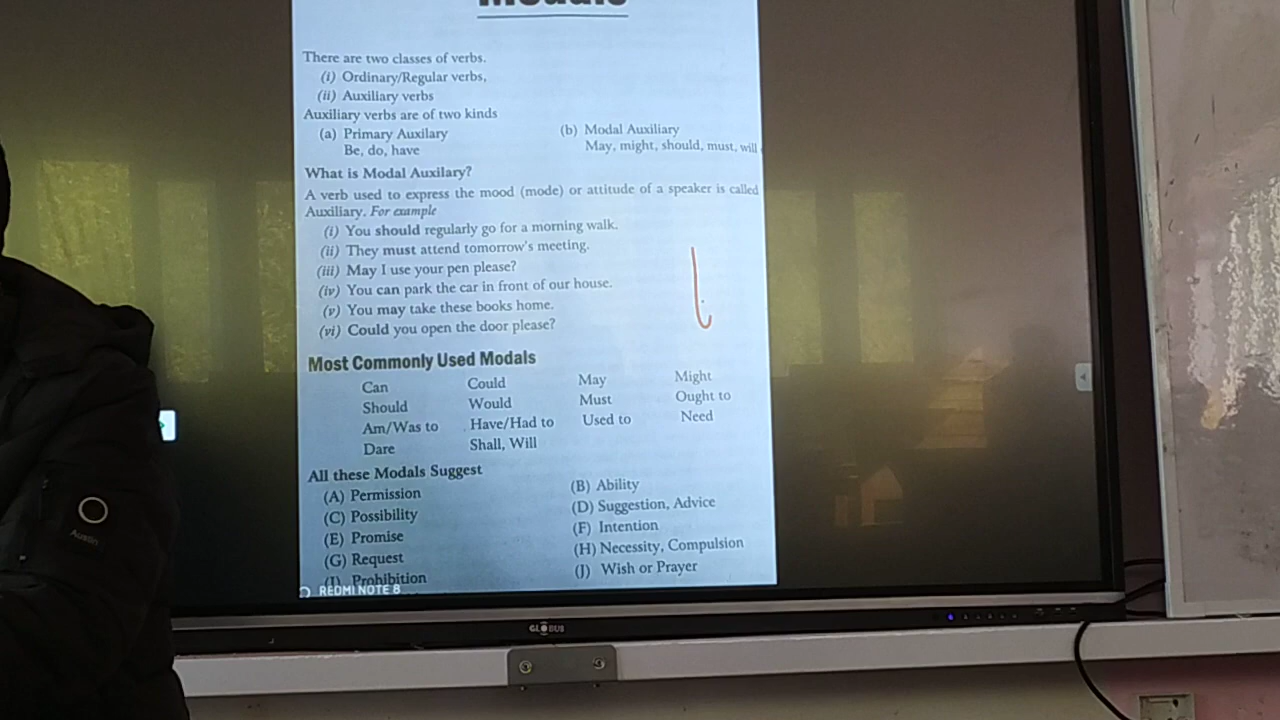 Modals
There are two classes of verbs.
(i) Ordinary/Regular verbs,
(ii) Auxiliary verbs
Auxiliary verbs are of two kinds
(a) Primary Auxilary (b) Modal Auxiliary
Be, do, have May, might, should, must, will
What is Modal Auxilary?
A verb used to express the mood (mode) or attitude of a speaker is called
Auxiliary. For example
(i) You should regularly go for a morning walk.
(ii) They must attend tomorrow's meeting.
(iii) May I use your pen please?
(iv) You can park the car in front of our house.
(v) You may take these books home.
(vi) Could you open the door please?
Most Commonly Used Modals
Can Could May Might
Should Would Must Ought to
Am/Was to Have/Had to Used to Need
Dare Shall, Will
All these Modals Suggest
(A) Permission (B) Ability
(C) Possibility (D) Suggestion, Advice
(E) Promise (F) Intention
(G) Request (H) Necessity, Compulsion
(I) Prohibition (J) Wish or Prayer
REDMI NOTE 8
GLOBUS
Austin